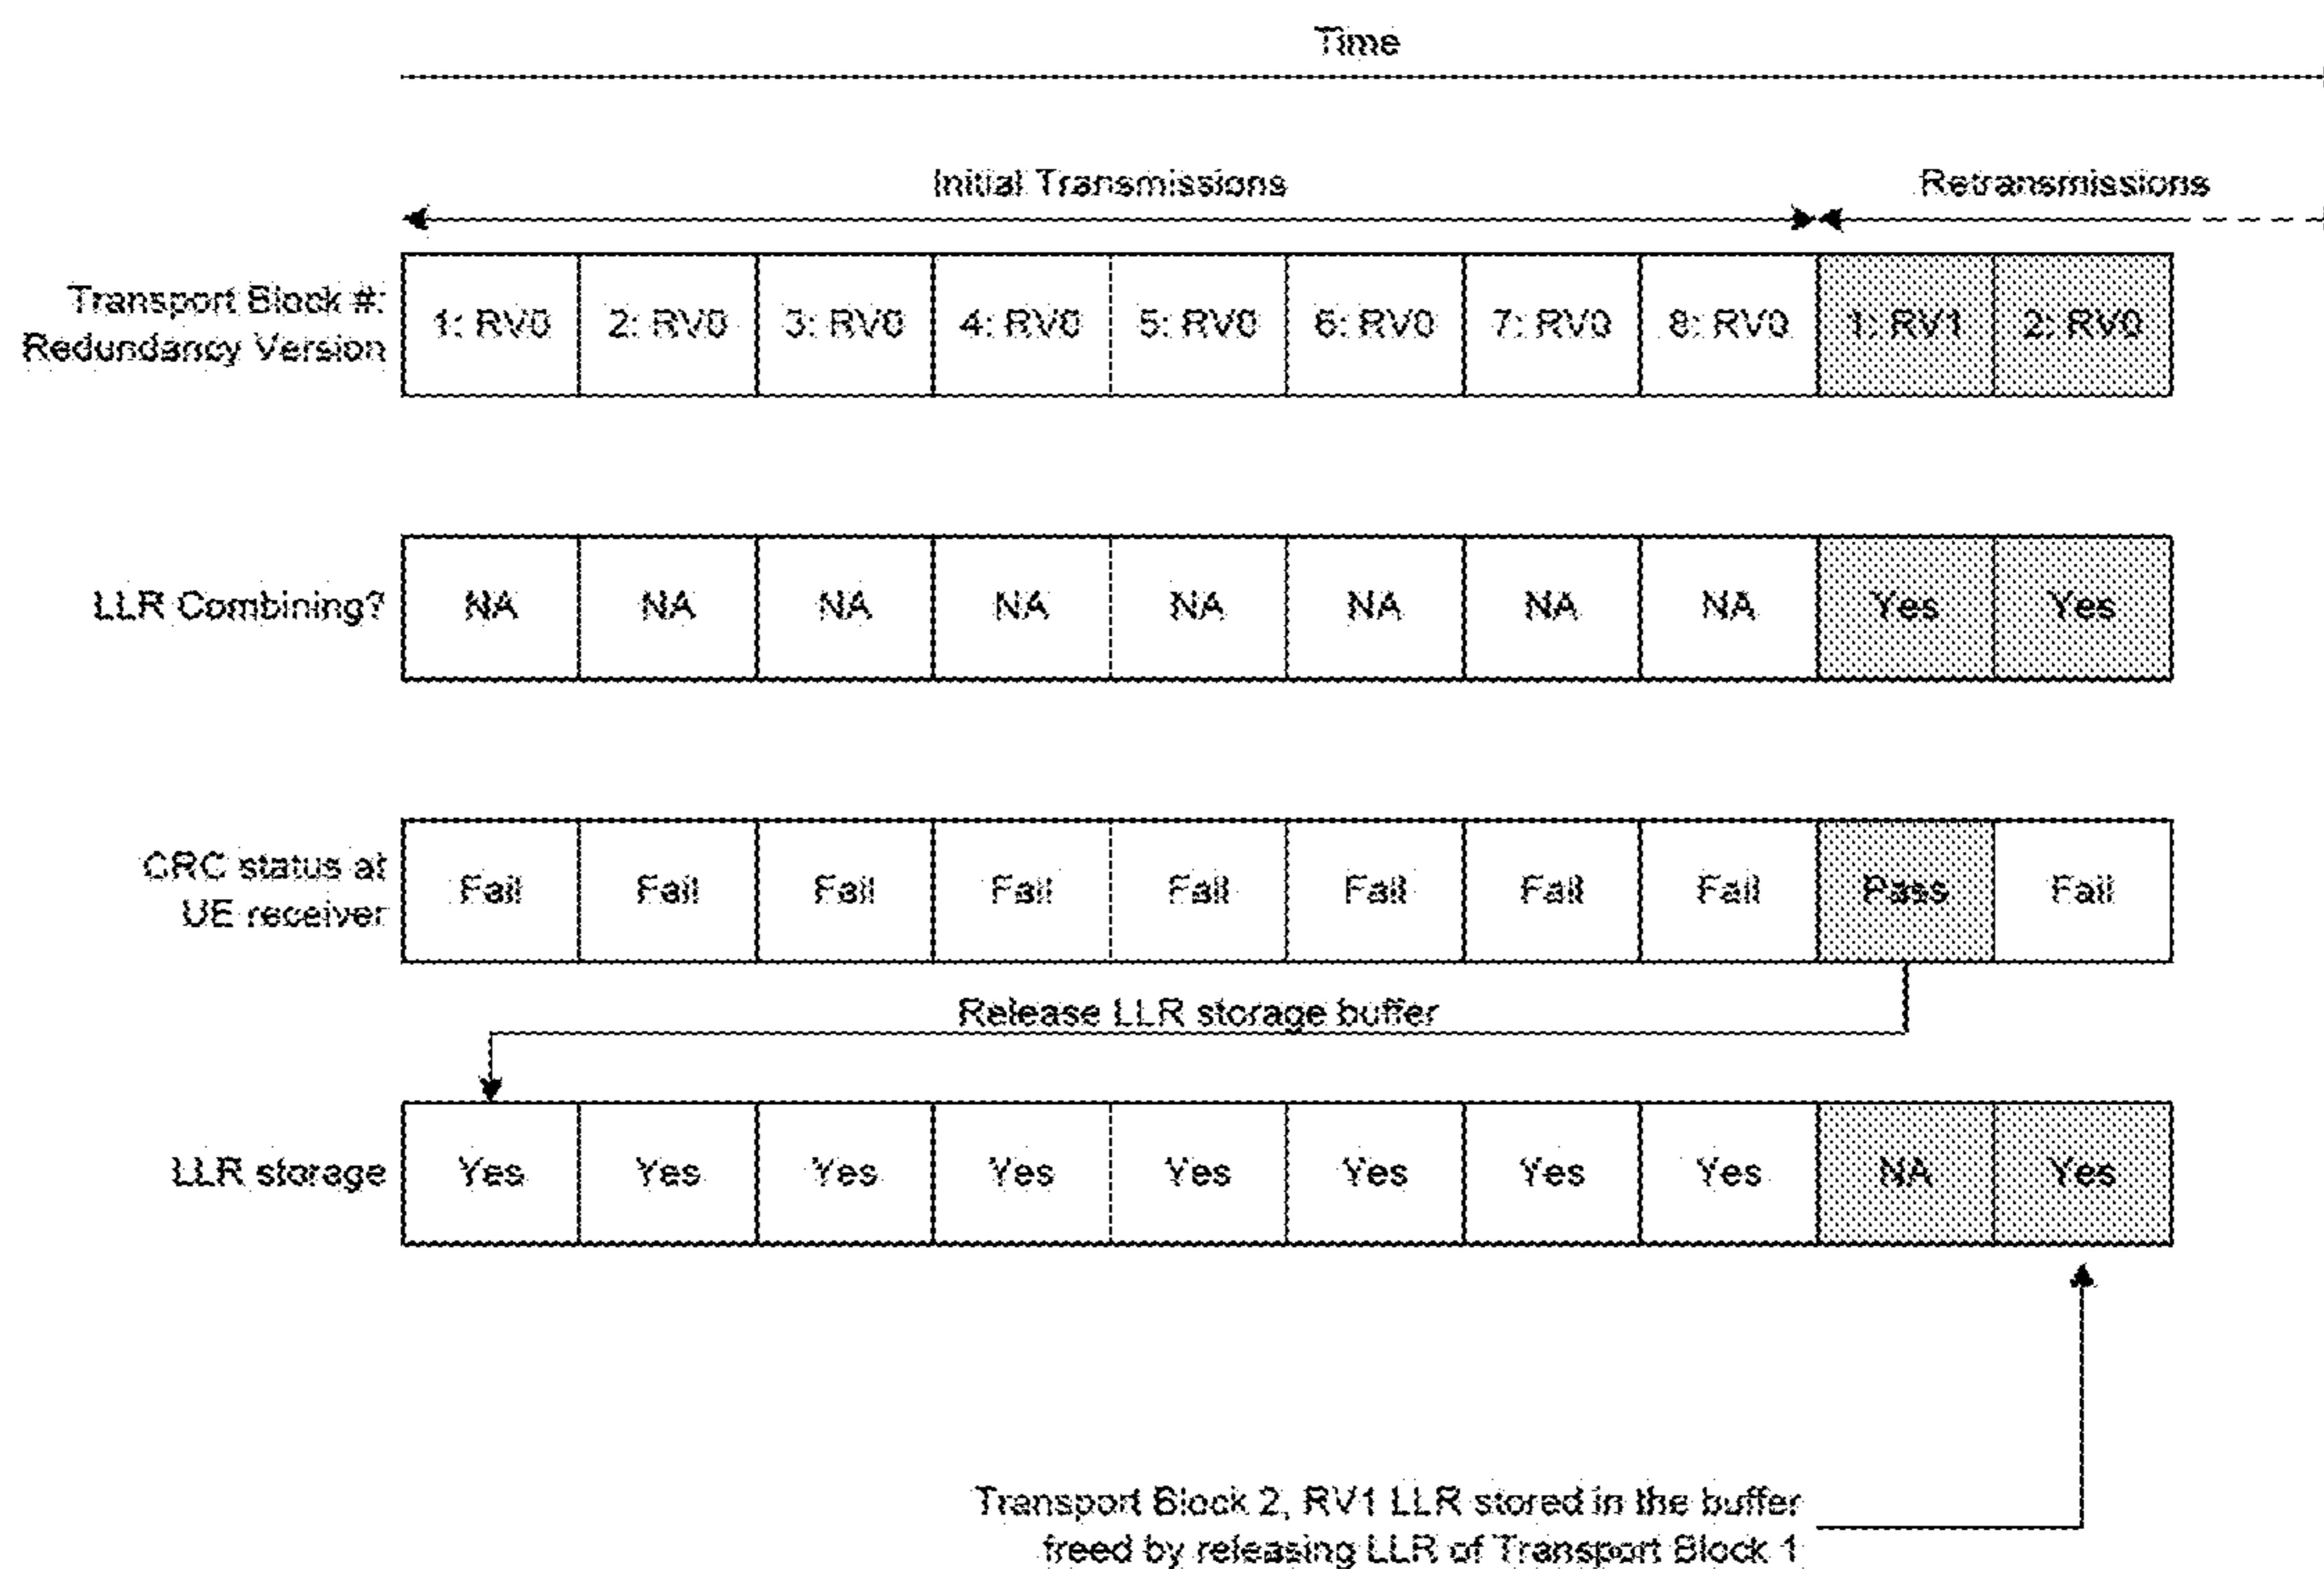 Time
Initial Transmissions
Retransmissions
Transport Block #:
Redundancy Version
1: RV0 2: RV0 3: RV0 4: RV0 5: RV0 6: RV0 7: RV0 8: RV0 1: RV1 2: RV0
LLR Combining? NA NA NA NA NA NA NA NA Yes Yes
CRC status at
UE receiver
Fail Fail Fail Fail Fail Fail Fail Fail Pass Fail
Release LLR storage buffer
LLR storage Yes Yes Yes Yes Yes Yes Yes Yes NA Yes
Transport Block 2, RV1 LLR stored in the buffer
freed by releasing LLR of Transport Block 1